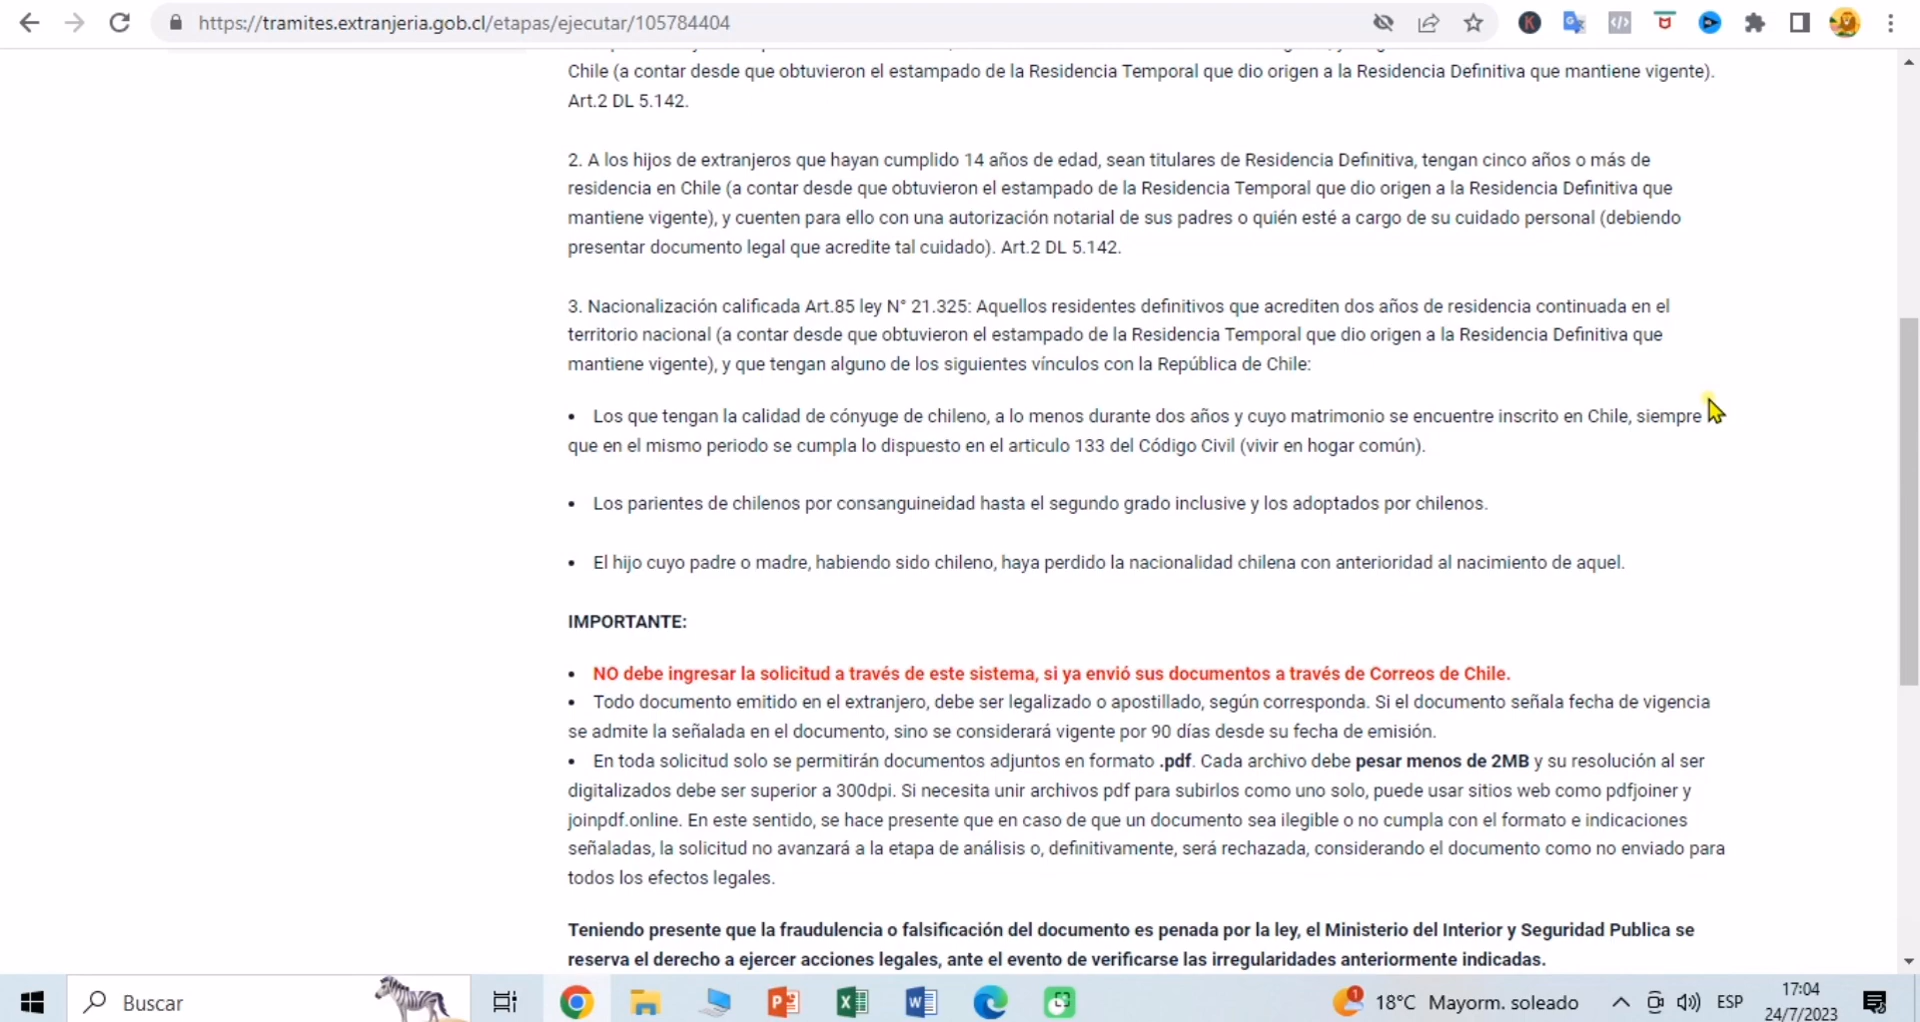 https://tramites.extranjeria.gob.cl/etapas/ejecutar/105784404
Chile (a contar desde que obtuvieron el estampado de la Residencia Temporal que dio origen a la Residencia Definitiva que mantiene vigente).
Art.2 DL 5.142.
2. A los hijos de extranjeros que hayan cumplido 14 años de edad, sean titulares de Residencia Definitiva, tengan cinco años o más de
residencia en Chile (a contar desde que obtuvieron el estampado de la Residencia Temporal que dio origen a la Residencia Definitiva que
mantiene vigente), y cuenten para ello con una autorización notarial de sus padres o quién esté a cargo de su cuidado personal (debiendo
presentar documento legal que acredite tal cuidado). Art.2 DL 5.142.
3. Nacionalización calificada Art.85 ley N° 21.325: Aquellos residentes definitivos que acrediten dos años de residencia continuada en el
territorio nacional (a contar desde que obtuvieron el estampado de la Residencia Temporal que dio origen a la Residencia Definitiva que
mantiene vigente), y que tengan alguno de los siguientes vínculos con la República de Chile:
• Los que tengan la calidad de cónyuge de chileno, a lo menos durante dos años y cuyo matrimonio se encuentre inscrito en Chile, siempre
que en el mismo periodo se cumpla lo dispuesto en el articulo 133 del Código Civil (vivir en hogar común).
• Los parientes de chilenos por consanguineidad hasta el segundo grado inclusive y los adoptados por chilenos.
• El hijo cuyo padre o madre, habiendo sido chileno, haya perdido la nacionalidad chilena con anterioridad al nacimiento de aquel.
IMPORTANTE:
• NO debe ingresar la solicitud a través de este sistema, si ya envió sus documentos a través de Correos de Chile.
• Todo documento emitido en el extranjero, debe ser legalizado o apostillado, según corresponda. Si el documento señala fecha de vigencia
se admite la señalada en el documento, sino se considerará vigente por 90 días desde su fecha de emisión.
• En toda solicitud solo se permitirán documentos adjuntos en formato .pdf. Cada archivo debe pesar menos de 2MB y su resolución al ser
digitalizados debe ser superior a 300dpi. Si necesita unir archivos pdf para subirlos como uno solo, puede usar sitios web como pdfjoiner y
joinpdf.online. En este sentido, se hace presente que en caso de que un documento sea ilegible o no cumpla con el formato e indicaciones
señaladas, la solicitud no avanzará a la etapa de análisis o, definitivamente, será rechazada, considerando el documento como no enviado para
todos los efectos legales.
Teniendo presente que la fraudulencia o falsificación del documento es penada por la ley, el Ministerio del Interior y Seguridad Publica se
reserva el derecho a ejercer acciones legales, ante el evento de verificarse las irregularidades anteriormente indicadas.
Buscar
1 18°C Mayorm. soleado
ESP
17:04
24/7/2023